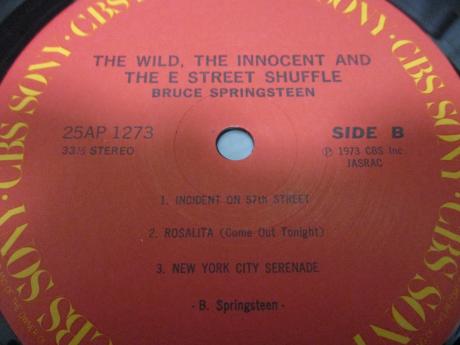 THE WILD, THE INNOCENT AND
THE E STREET SHUFFLE
BRUCE SPRINGSTEEN
25AP 1273
33⅓ STEREO
SIDE B
Ⓟ 1973 CBS Inc.
JASRAC
1. INCIDENT ON 57th STREET
2. ROSALITA (Come Out Tonight)
3. NEW YORK CITY SERENADE
- B. Springsteen -
CBS SONY · CBS SONY · CBS SONY · CBS SONY